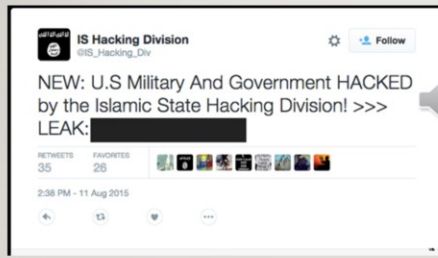 IS Hacking Division
@IS_Hacking_Div
Follow
NEW: U.S Military And Government HACKED
by the Islamic State Hacking Division! >>>
LEAK:
RETWEETS FAVORITES
35 26
2:38 PM - 11 Aug 2015